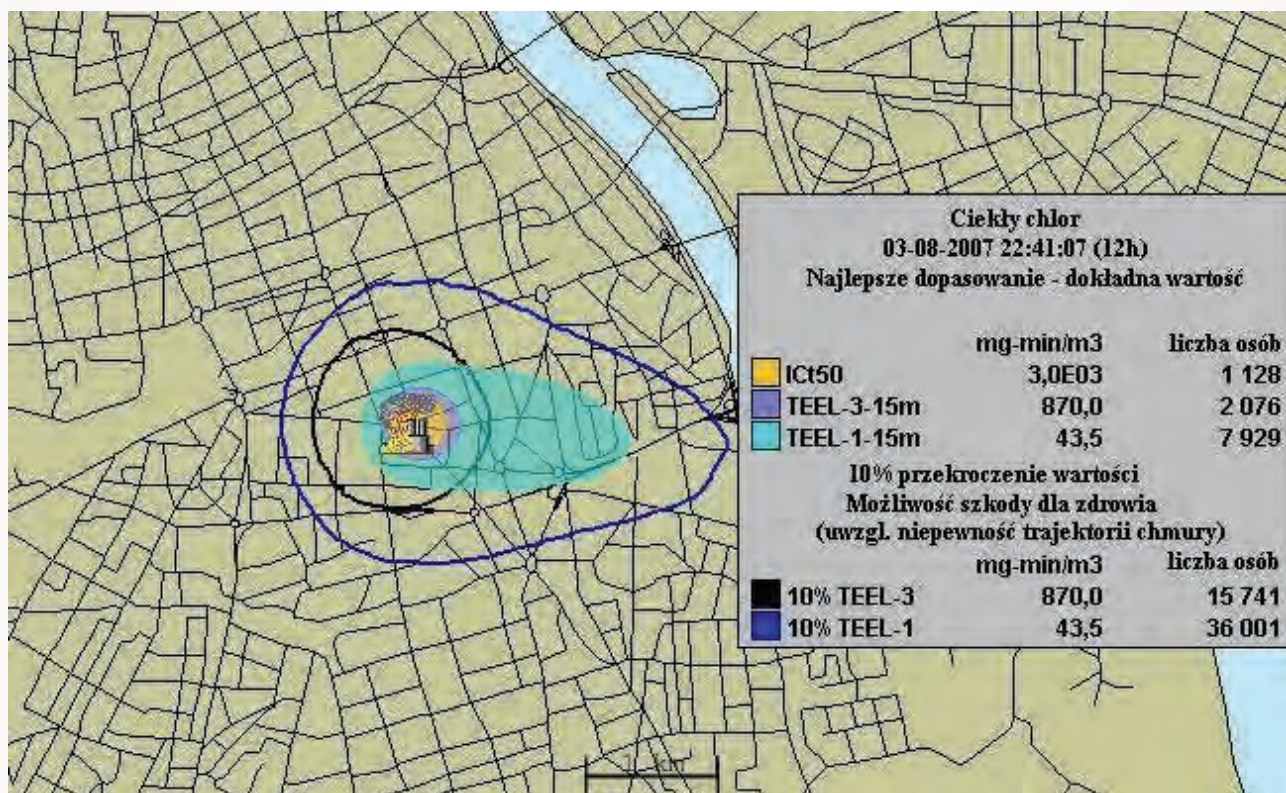 Ciekły chlor
03-08-2007 22:41:07 (12h)
Najlepsze dopasowanie - dokładna wartość
mg-min/m3 liczba osób
ICt50 3,0E03 1 128
TEEL-3-15m 870,0 2 076
TEEL-1-15m 43,5 7 929
10% przekroczenie wartości
Możliwość szkody dla zdrowia
(uwzgl. niepewność trajektorii chmury)
mg-min/m3 liczba osób
10% TEEL-3 870,0 15 741
10% TEEL-1 43,5 36 001
1 km